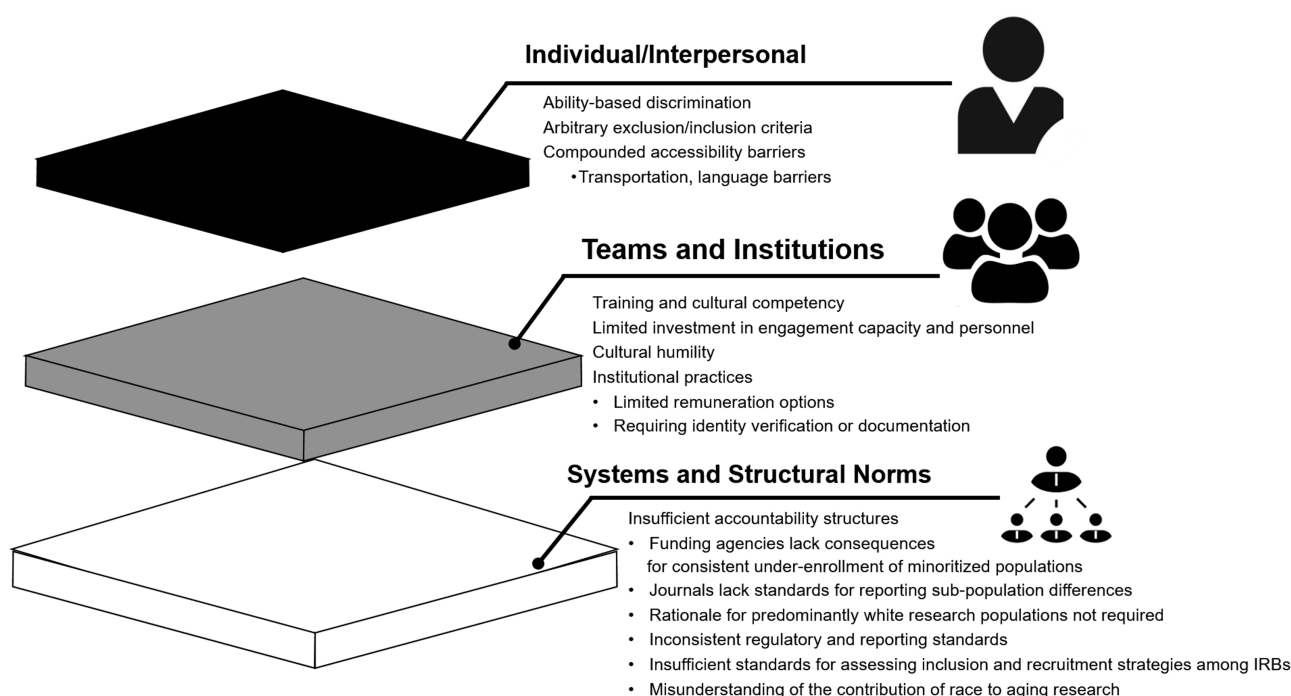 Individual/Interpersonal
Ability-based discrimination
Arbitrary exclusion/inclusion criteria
Compounded accessibility barriers
•Transportation, language barriers
Teams and Institutions
Training and cultural competency
Limited investment in engagement capacity and personnel
Cultural humility
Institutional practices
• Limited remuneration options
• Requiring identity verification or documentation
Systems and Structural Norms
Insufficient accountability structures
• Funding agencies lack consequences
for consistent under-enrollment of minoritized populations
• Journals lack standards for reporting sub-population differences
• Rationale for predominantly white research populations not required
• Inconsistent regulatory and reporting standards
• Insufficient standards for assessing inclusion and recruitment strategies among IRBs
• Misunderstanding of the contribution of race to aging research